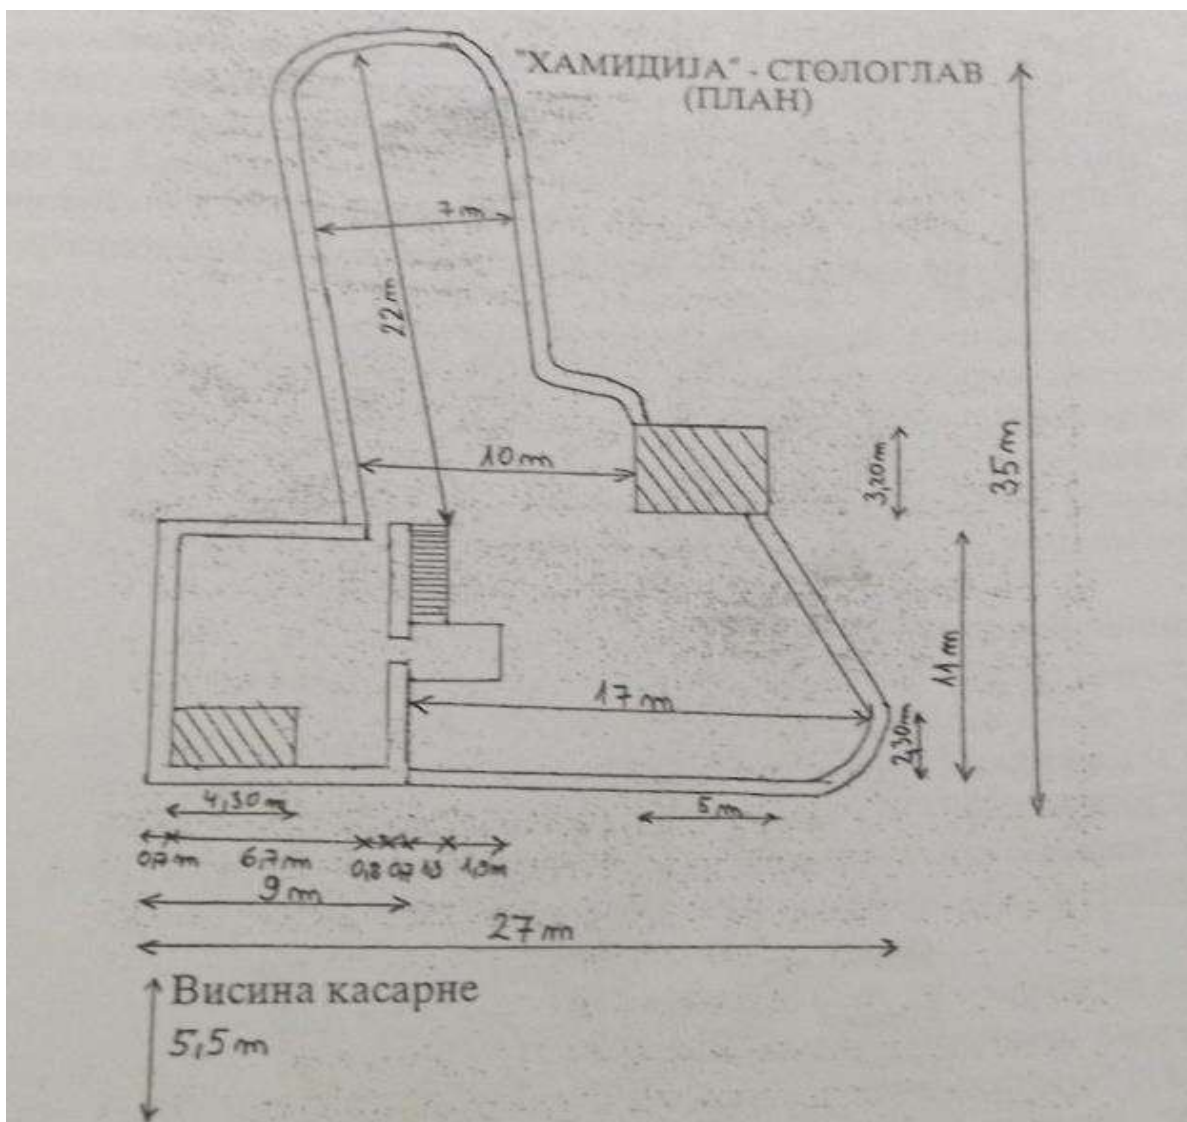 "ХАМИДИЈА" - СТОЛОГЛАВ
(ПЛАН)
7m
22m
10m
3,20m
35m
11m
17m
2,30m
4,30m
5m
0,7m 6,7m 0,8 0,7 1,3 1,9m
9m
27m
Висина касарне
5,5m